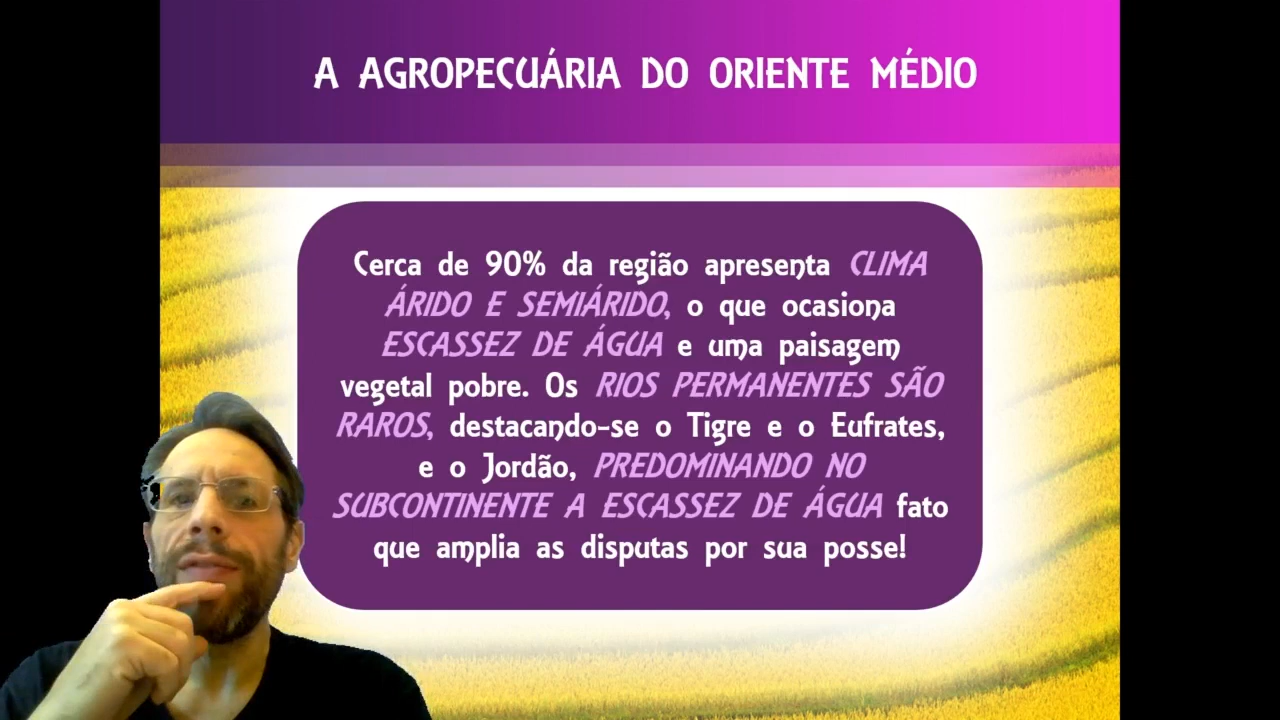 A AGROPECUÁRIA DO ORIENTE MÉDIO
Cerca de 90% da região apresenta CLIMA
ÁRIDO E SEMIÁRIDO, o que ocasiona
ESCASSEZ DE ÁGUA e uma paisagem
vegetal pobre. Os RIOS PERMANENTES SÃO
RAROS, destacando-se o Tigre e o Eufrates,
e o Jordão, PREDOMINANDO NO
SUBCONTINENTE A ESCASSEZ DE ÁGUA fato
que amplia as disputas por sua posse!